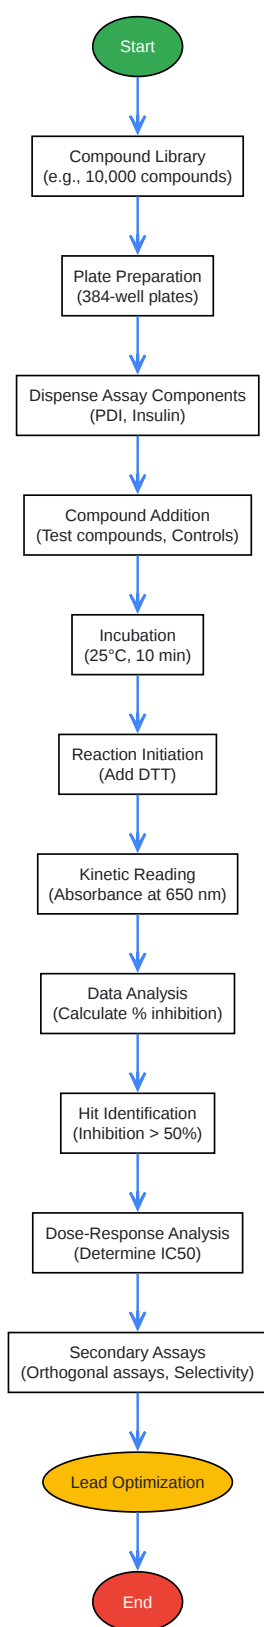 Start
Compound Library
(e.g., 10,000 compounds)
Plate Preparation
(384-well plates)
Dispense Assay Components
(PDI, Insulin)
Compound Addition
(Test compounds, Controls)
Incubation
(25°C, 10 min)
Reaction Initiation
(Add DTT)
Kinetic Reading
(Absorbance at 650 nm)
Data Analysis
(Calculate % inhibition)
Hit Identification
(Inhibition > 50%)
Dose-Response Analysis
(Determine IC50)
Secondary Assays
(Orthogonal assays, Selectivity)
Lead Optimization
End